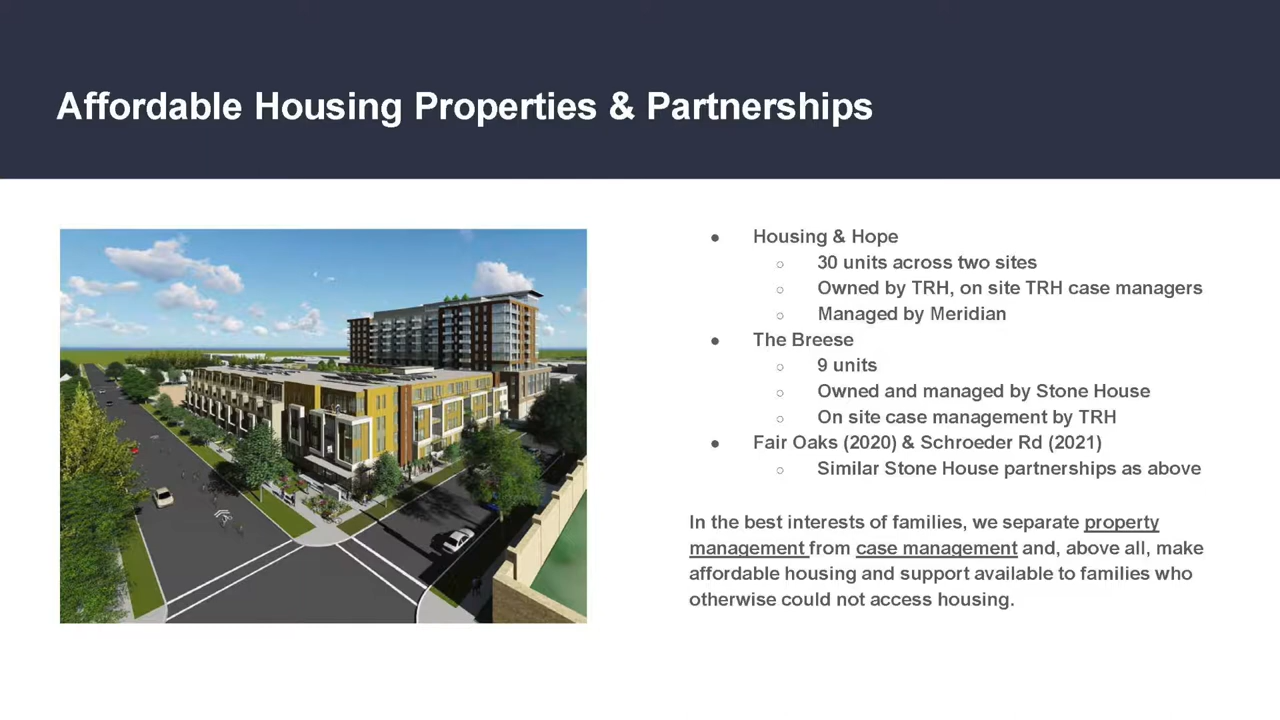 Affordable Housing Properties & Partnerships
● Housing & Hope
○ 30 units across two sites
○ Owned by TRH, on site TRH case managers
○ Managed by Meridian
● The Breese
○ 9 units
○ Owned and managed by Stone House
○ On site case management by TRH
● Fair Oaks (2020) & Schroeder Rd (2021)
○ Similar Stone House partnerships as above
In the best interests of families, we separate property
management from case management and, above all, make
affordable housing and support available to families who
otherwise could not access housing.